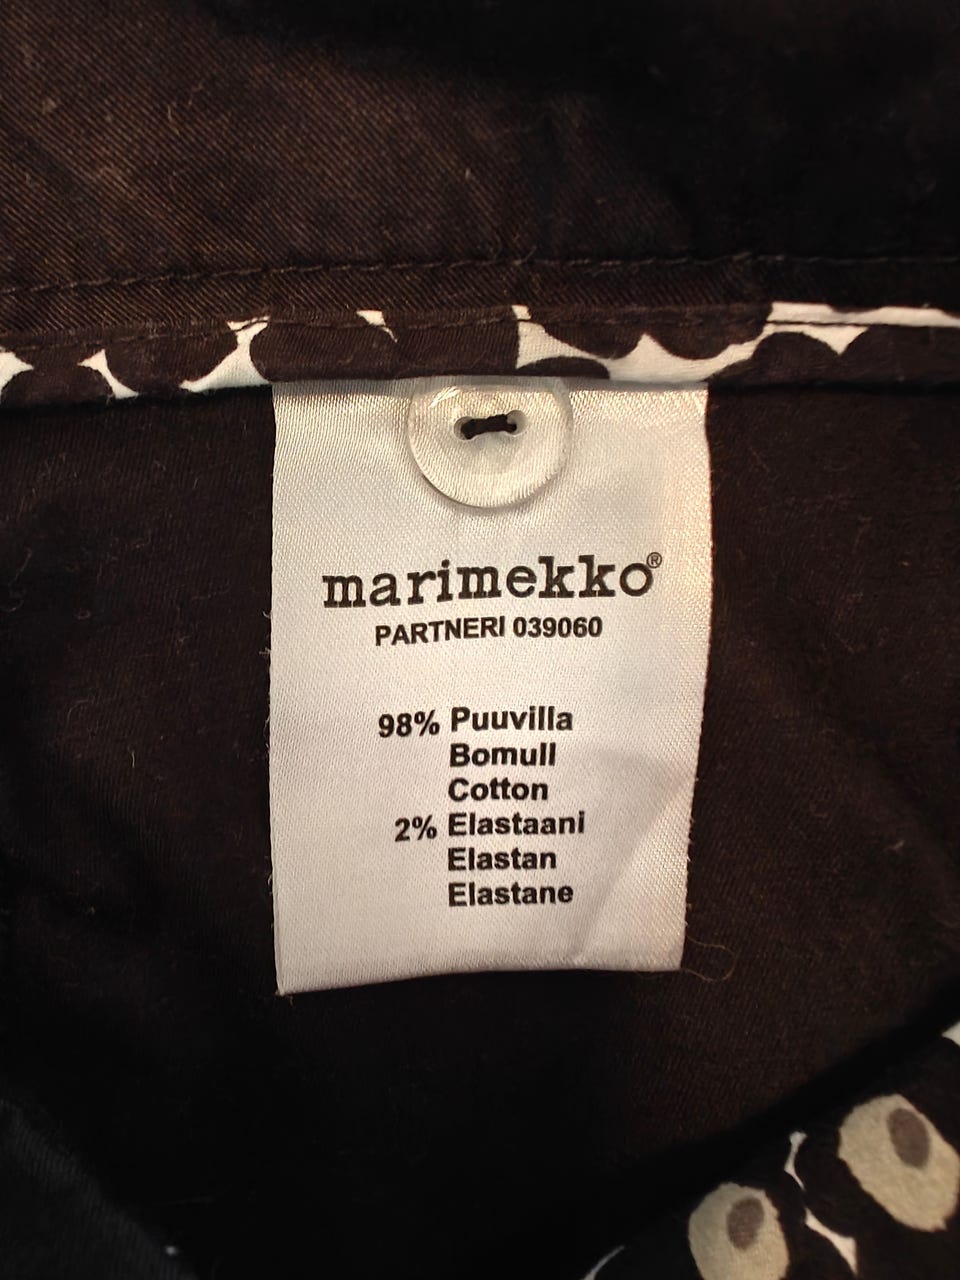 marimekko®
PARTNERI 039060
98% Puuvilla
Bomull
Cotton
2% Elastaani
Elastan
Elastane